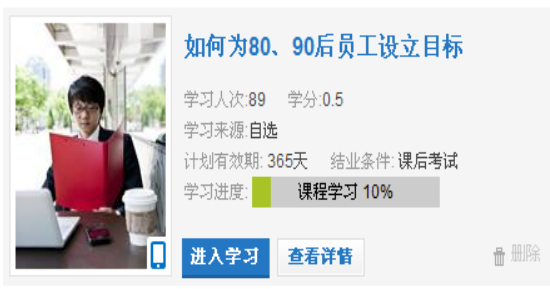 如何为80、90后员工设立目标
学习人次:89 学分:0.5
学习来源:自选
计划有效期: 365天 结业条件: 课后考试
学习进度: 课程学习 10%
进入学习 查看详情 删除